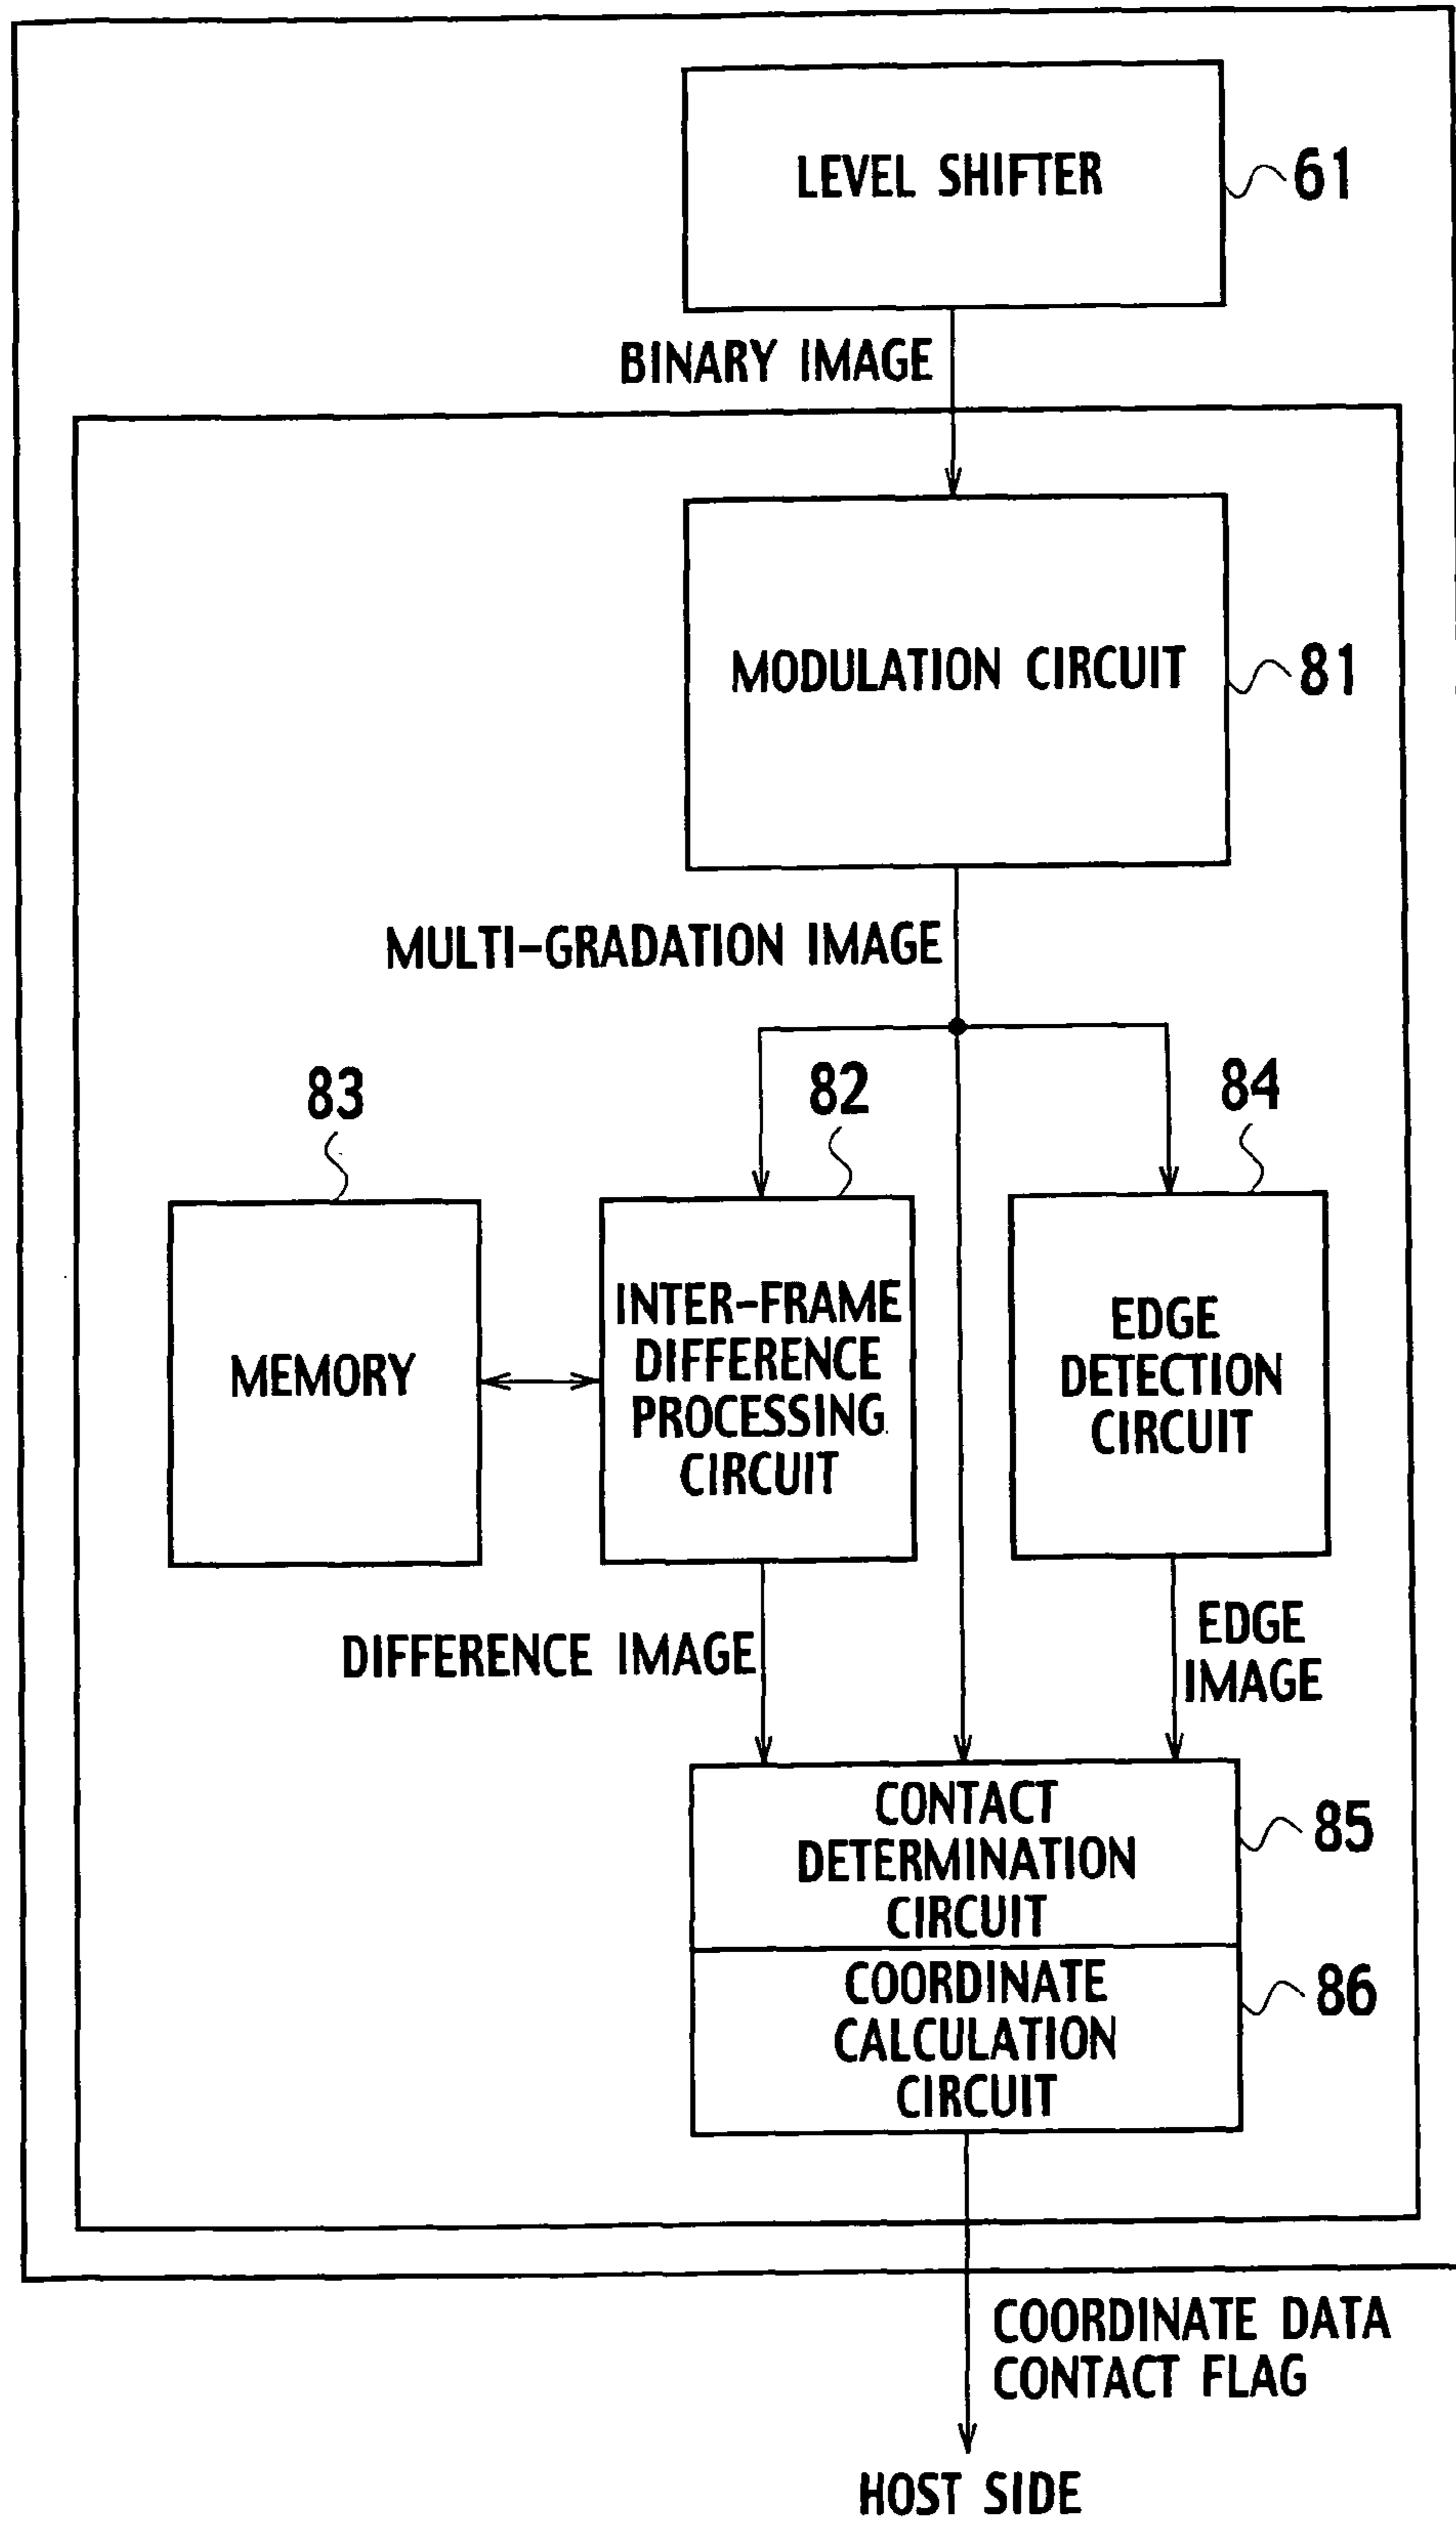 LEVEL SHIFTER
61
BINARY IMAGE
MODULATION CIRCUIT
81
MULTI-GRADATION IMAGE
83
82
84
MEMORY
INTER-FRAME
DIFFERENCE
PROCESSING
CIRCUIT
EDGE
DETECTION
CIRCUIT
DIFFERENCE IMAGE
EDGE
IMAGE
CONTACT
DETERMINATION
CIRCUIT
85
COORDINATE
CALCULATION
CIRCUIT
86
COORDINATE DATA
CONTACT FLAG
HOST SIDE